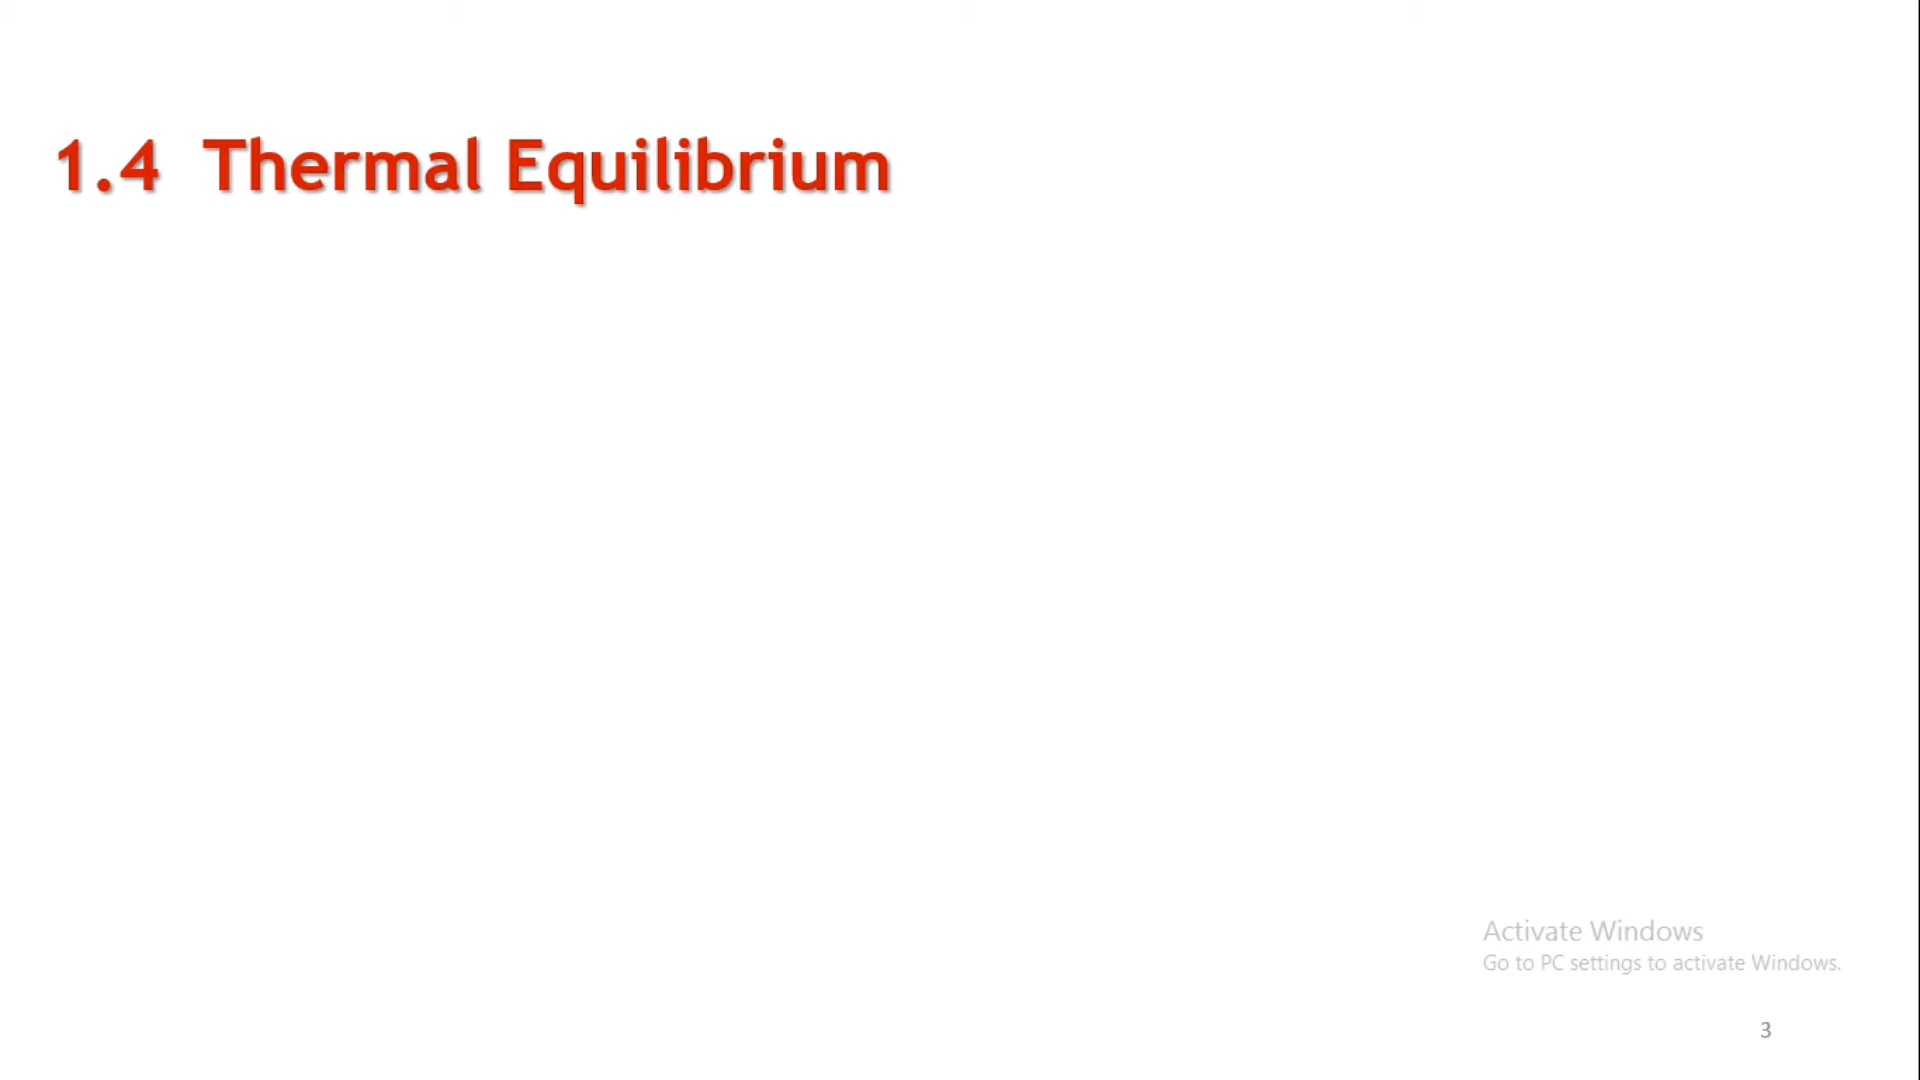 1.4 Thermal Equilibrium
Activate Windows
Go to PC settings to activate Windows.
3